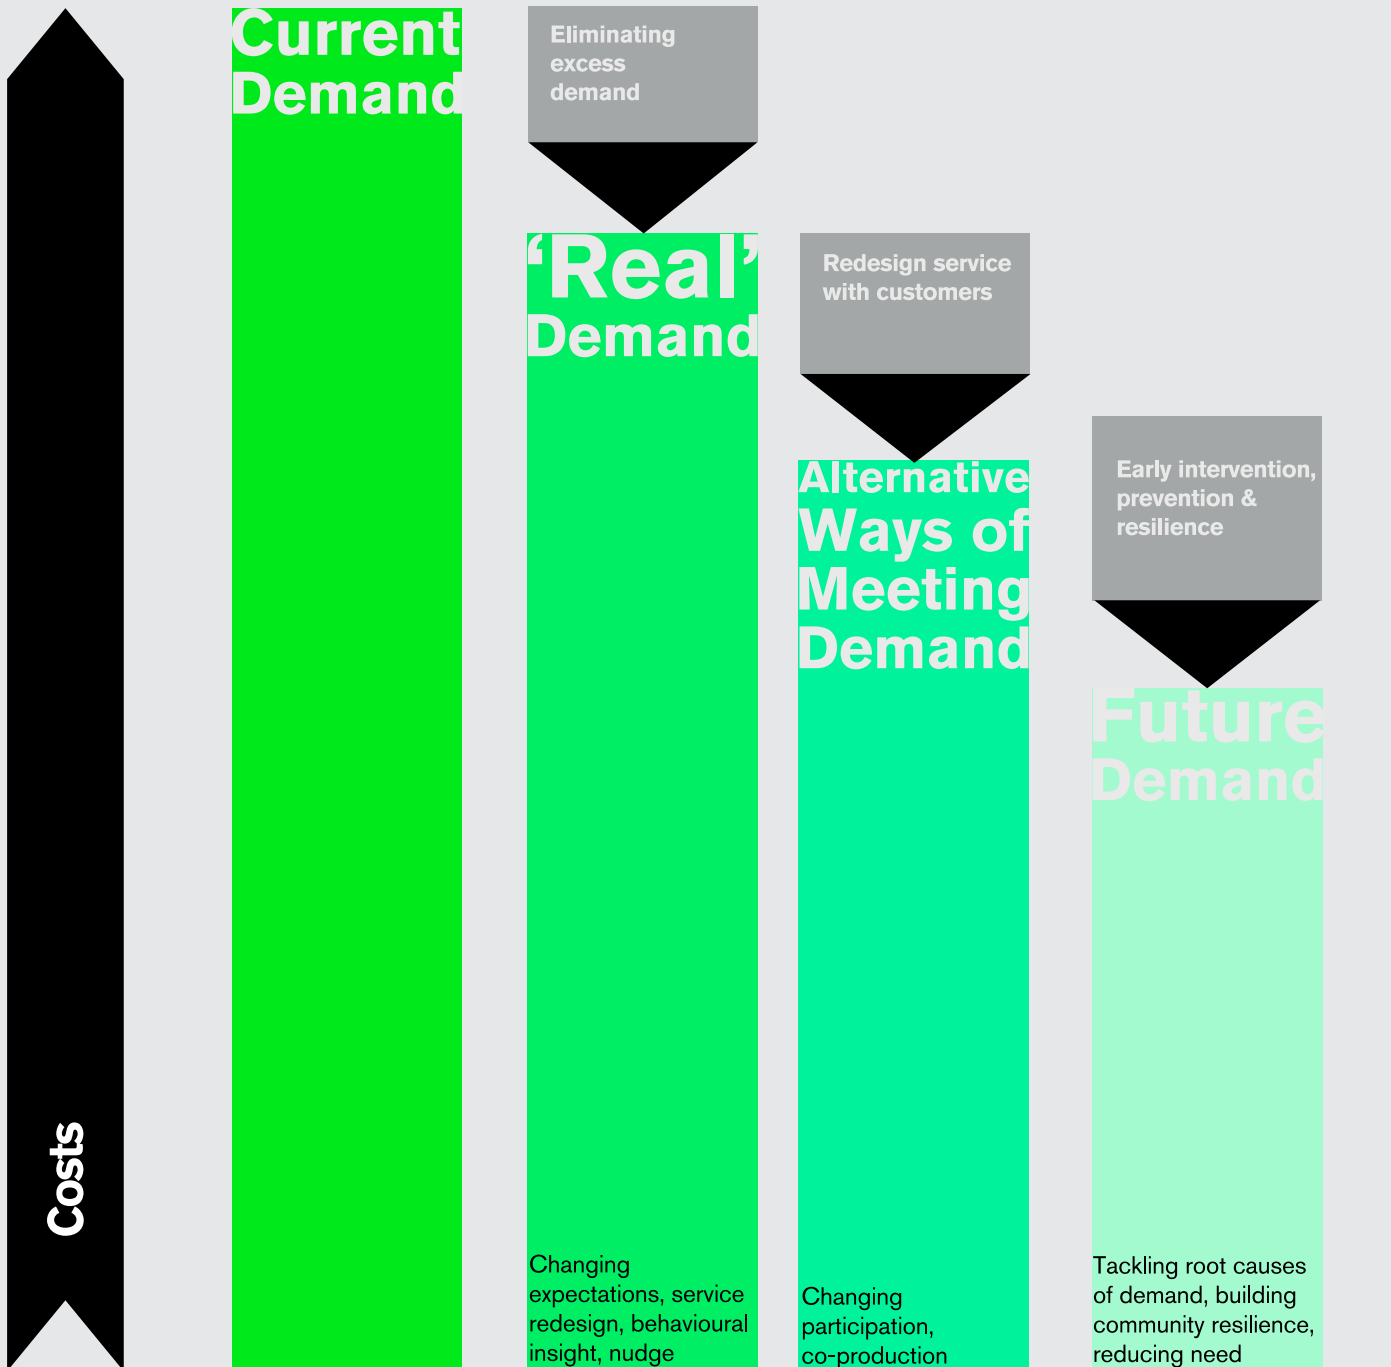 Current
Demand
Eliminating
excess
demand
‘Real’
Demand
Redesign service
with customers
Alternative
Ways of
Meeting
Demand
Early intervention,
prevention &
resilience
Future
Demand
Costs
Changing
expectations, service
redesign, behavioural
insight, nudge
Changing
participation,
co-production
Tackling root causes
of demand, building
community resilience,
reducing need